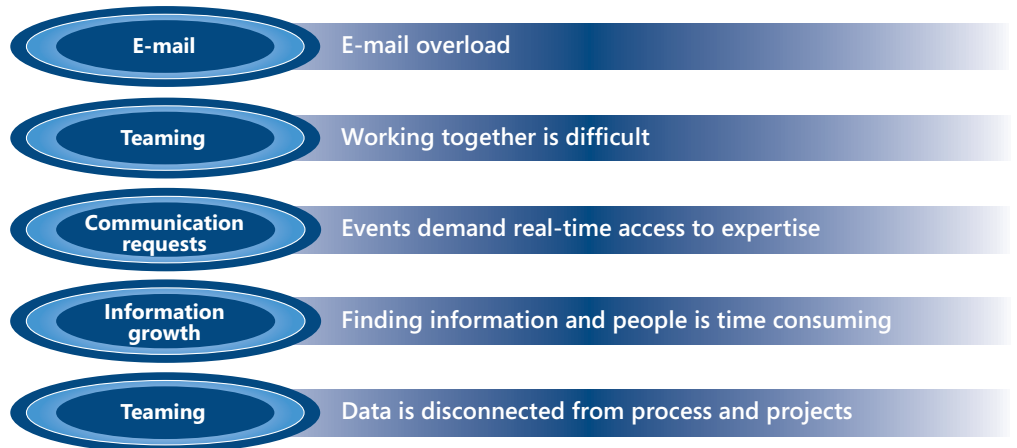 E-mail
E-mail overload
Teaming
Working together is difficult
Communication
requests
Events demand real-time access to expertise
Information
growth
Finding information and people is time consuming
Teaming
Data is disconnected from process and projects